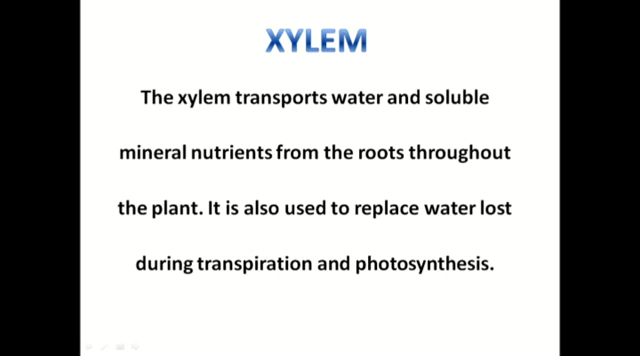 XYLEM
The xylem transports water and soluble
mineral nutrients from the roots throughout
the plant. It is also used to replace water lost
during transpiration and photosynthesis.